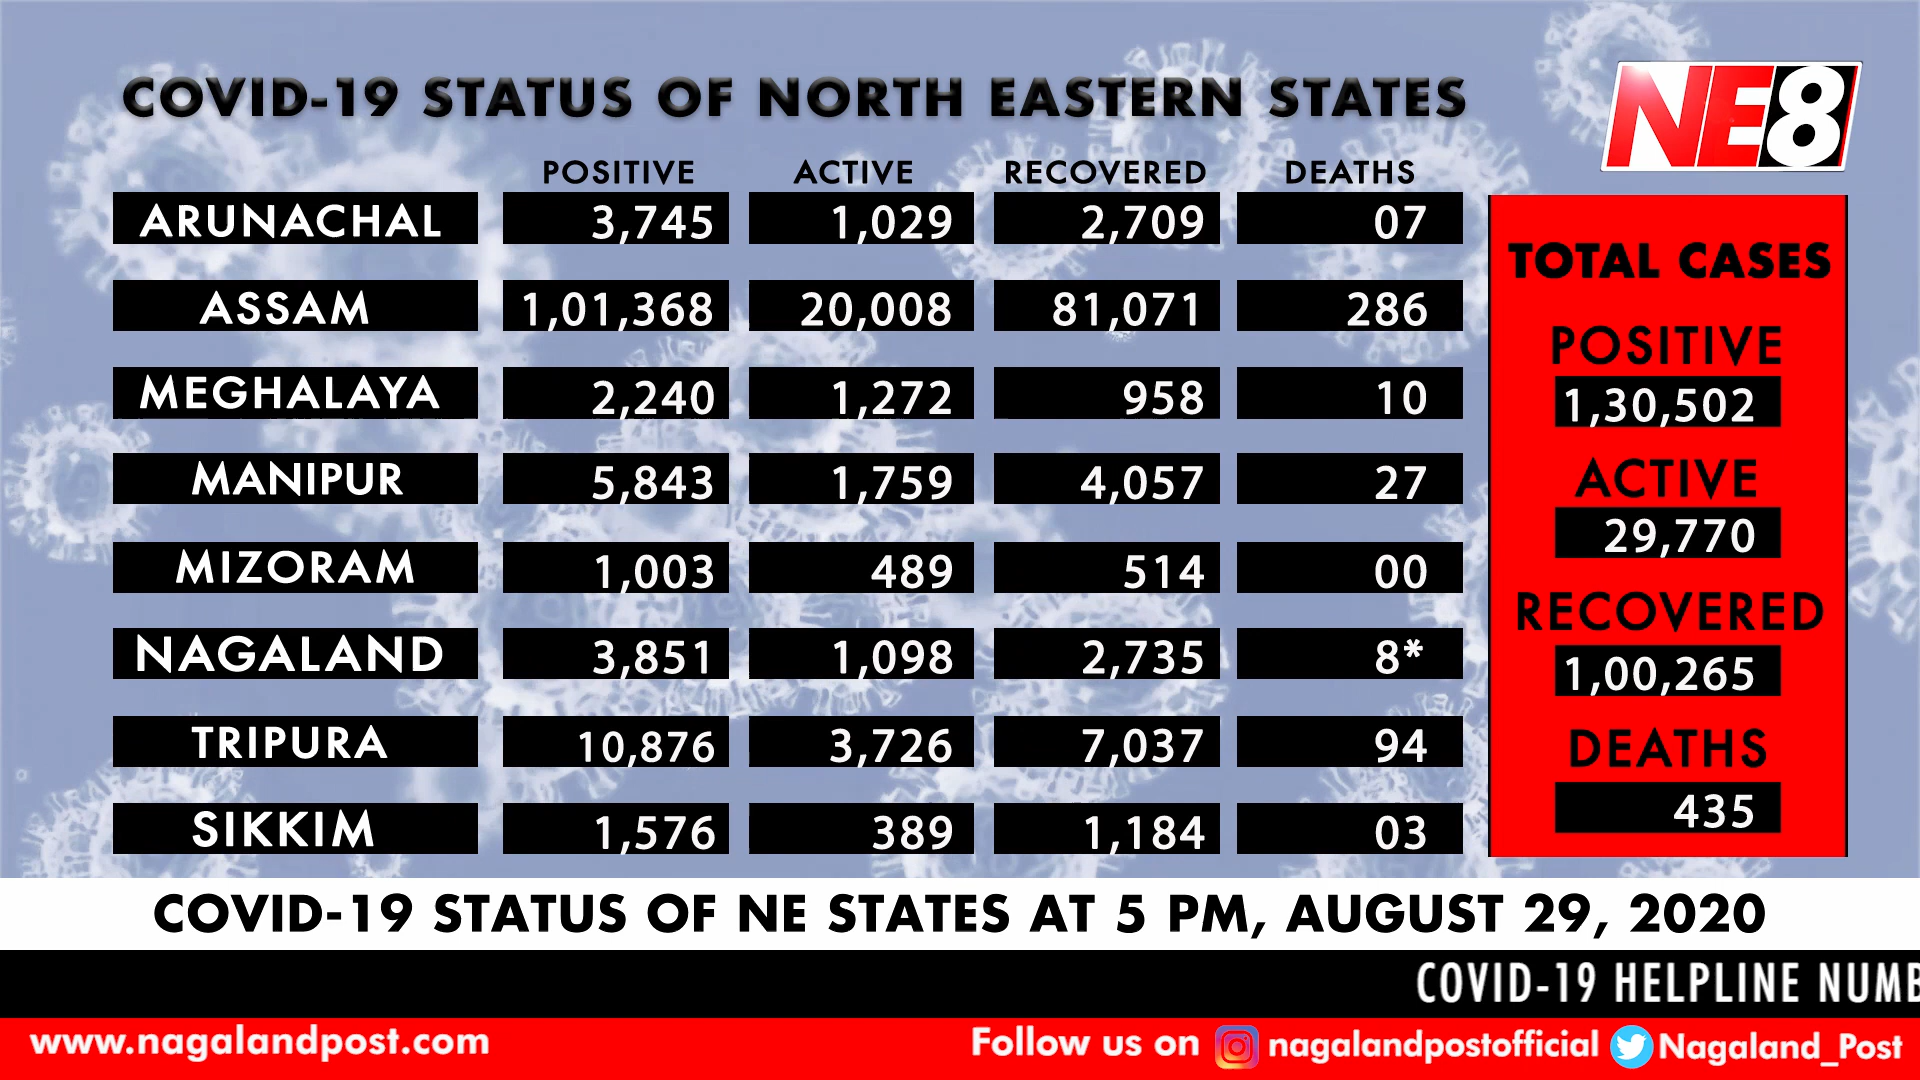 COVID-19 STATUS OF NORTH EASTERN STATES
NE8
POSITIVE ACTIVE RECOVERED DEATHS
ARUNACHAL 3,745 1,029 2,709 07
ASSAM 1,01,368 20,008 81,071 286
MEGHALAYA 2,240 1,272 958 10
MANIPUR 5,843 1,759 4,057 27
MIZORAM 1,003 489 514 00
NAGALAND 3,851 1,098 2,735 8*
TRIPURA 10,876 3,726 7,037 94
SIKKIM 1,576 389 1,184 03
TOTAL CASES
POSITIVE
1,30,502
ACTIVE
29,770
RECOVERED
1,00,265
DEATHS
435
COVID-19 STATUS OF NE STATES AT 5 PM, AUGUST 29, 2020
COVID-19 HELPLINE NUMB
www.nagalandpost.com Follow us on nagalandpostofficial Nagaland_Post